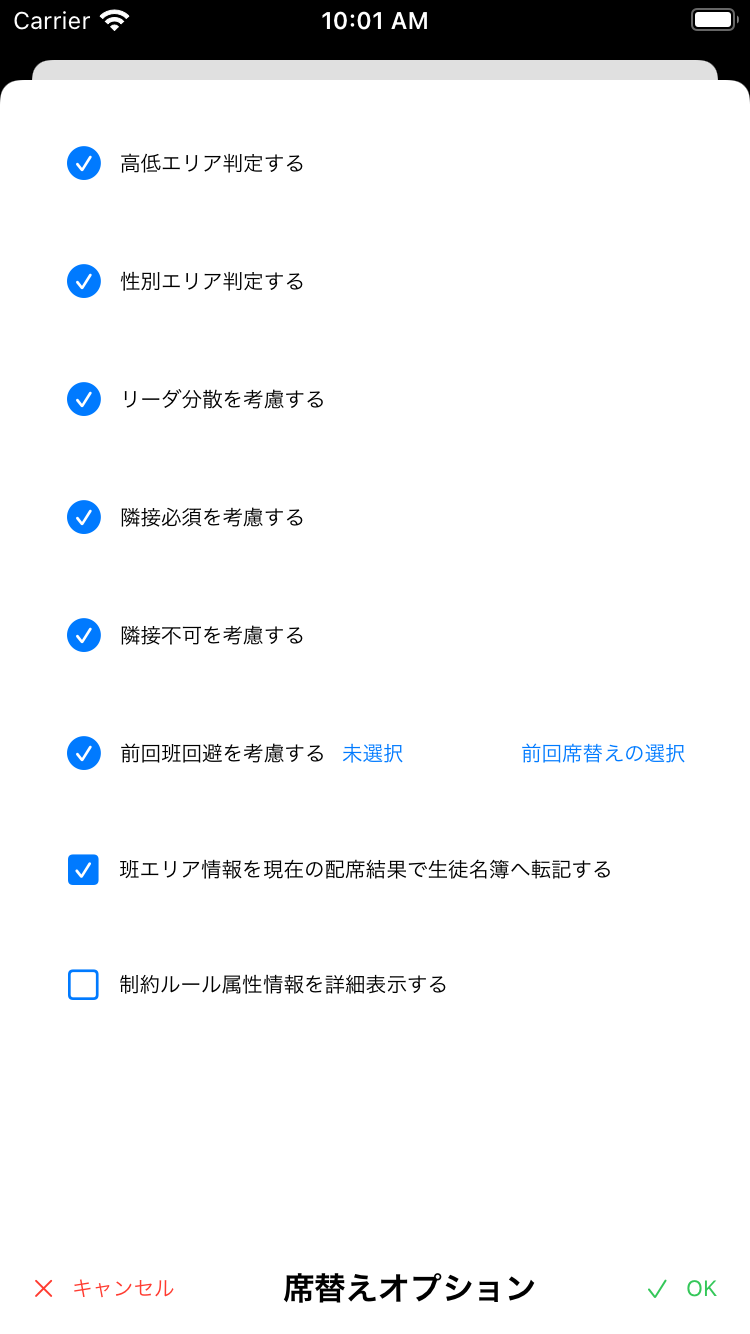 Carrier 10:01 AM
高低エリア判定する
性別エリア判定する
リーダ分散を考慮する
隣接必須を考慮する
隣接不可を考慮する
前回班回避を考慮する 未選択 前回席替えの選択
班エリア情報を現在の配席結果で生徒名簿へ転記する
制約ルール属性情報を詳細表示する
キャンセル 席替えオプション OK